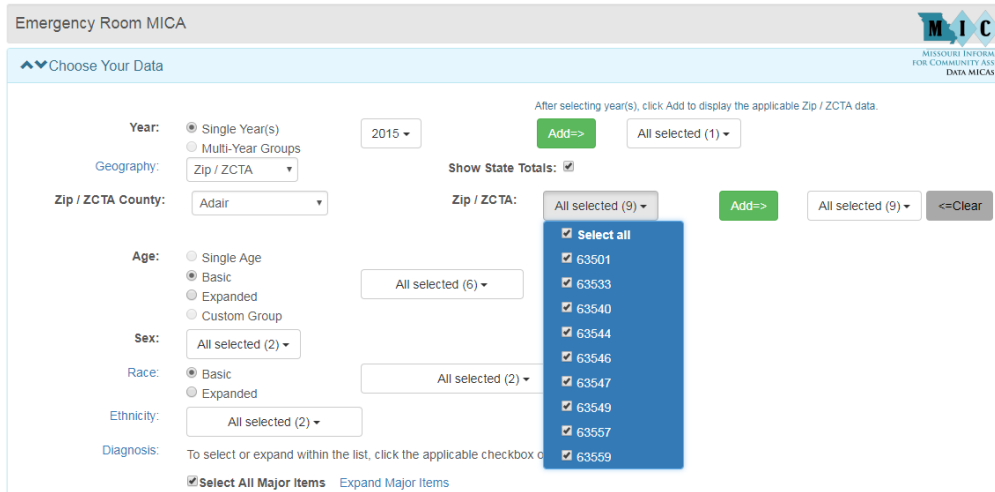 Emergency Room MICA
M I C
MISSOURI INFORM
FOR COMMUNITY ASS
DATA MICAS
Choose Your Data
After selecting year(s), click Add to display the applicable Zip / ZCTA data.
Year: Single Year(s) 2015 Add=> All selected (1)
Multi-Year Groups
Geography: Zip / ZCTA Show State Totals:
Zip / ZCTA County: Adair Zip / ZCTA: All selected (9) Add=> All selected (9) <=Clear
Select all
63501
63533
63540
63544
63546
63547
63549
63557
63559
Age: Single Age
Basic All selected (6)
Expanded
Custom Group
Sex: All selected (2)
Race: Basic All selected (2)
Expanded
Ethnicity: All selected (2)
Diagnosis: To select or expand within the list, click the applicable checkbox o
Select All Major Items Expand Major Items